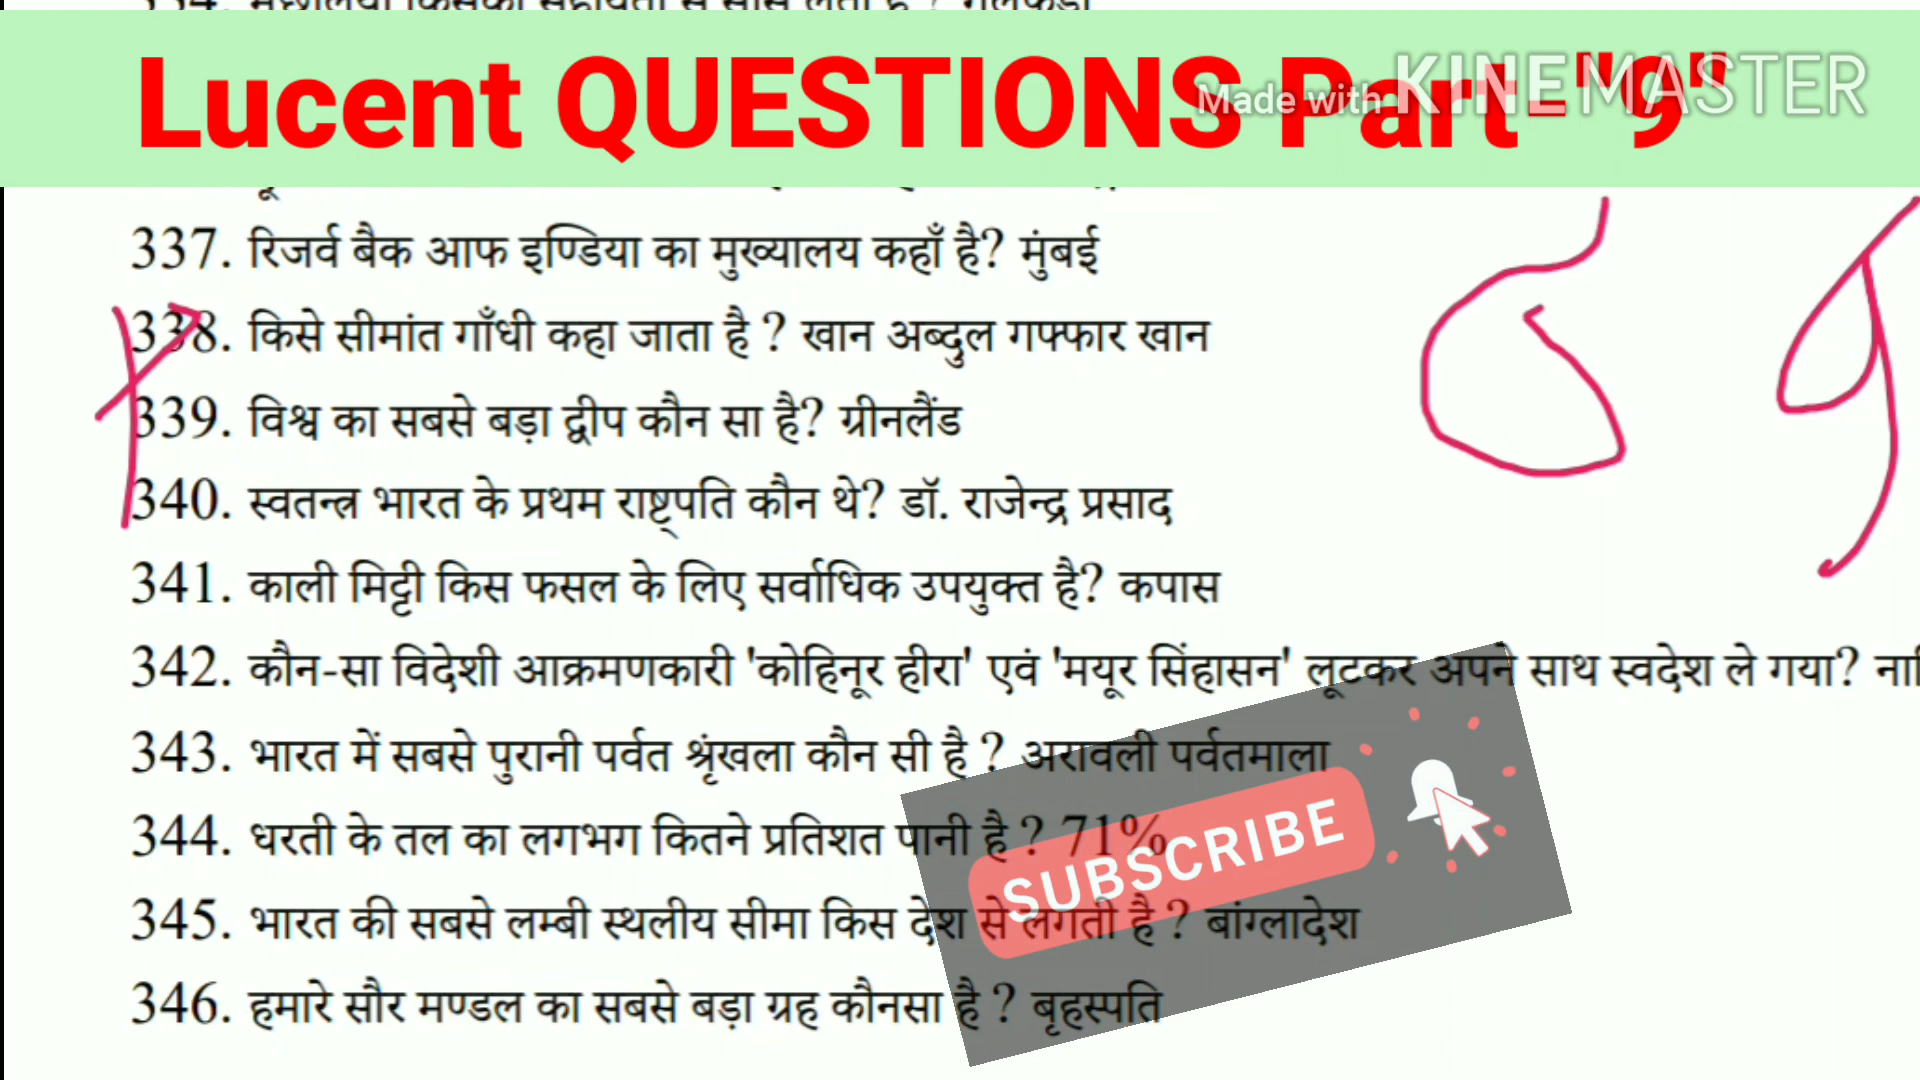 Lucent QUESTIONS Part-"9"
Made with KINEMASTER
337. रिजर्व बैक आफ इण्डिया का मुख्यालय कहाँ है? मुंबई
338. किसे सीमांत गाँधी कहा जाता है ? खान अब्दुल गफ्फार खान
339. विश्व का सबसे बड़ा द्वीप कौन सा है? ग्रीनलैंड
340. स्वतन्त्र भारत के प्रथम राष्ट्रपति कौन थे? डॉ. राजेन्द्र प्रसाद
341. काली मिट्टी किस फसल के लिए सर्वाधिक उपयुक्त है? कपास
342. कौन-सा विदेशी आक्रमणकारी 'कोहिनूर हीरा' एवं 'मयूर सिंहासन' लूटकर अपने साथ स्वदेश ले गया?
343. भारत में सबसे पुरानी पर्वत श्रृंखला कौन सी है ? अरावली पर्वतमाला
344. धरती के तल का लगभग कितने प्रतिशत पानी है ? 71%
SUBSCRIBE
345. भारत की सबसे लम्बी स्थलीय सीमा किस देश से लगती है ? बांग्लादेश
346. हमारे सौर मण्डल का सबसे बड़ा ग्रह कौनसा है ? बृहस्पति